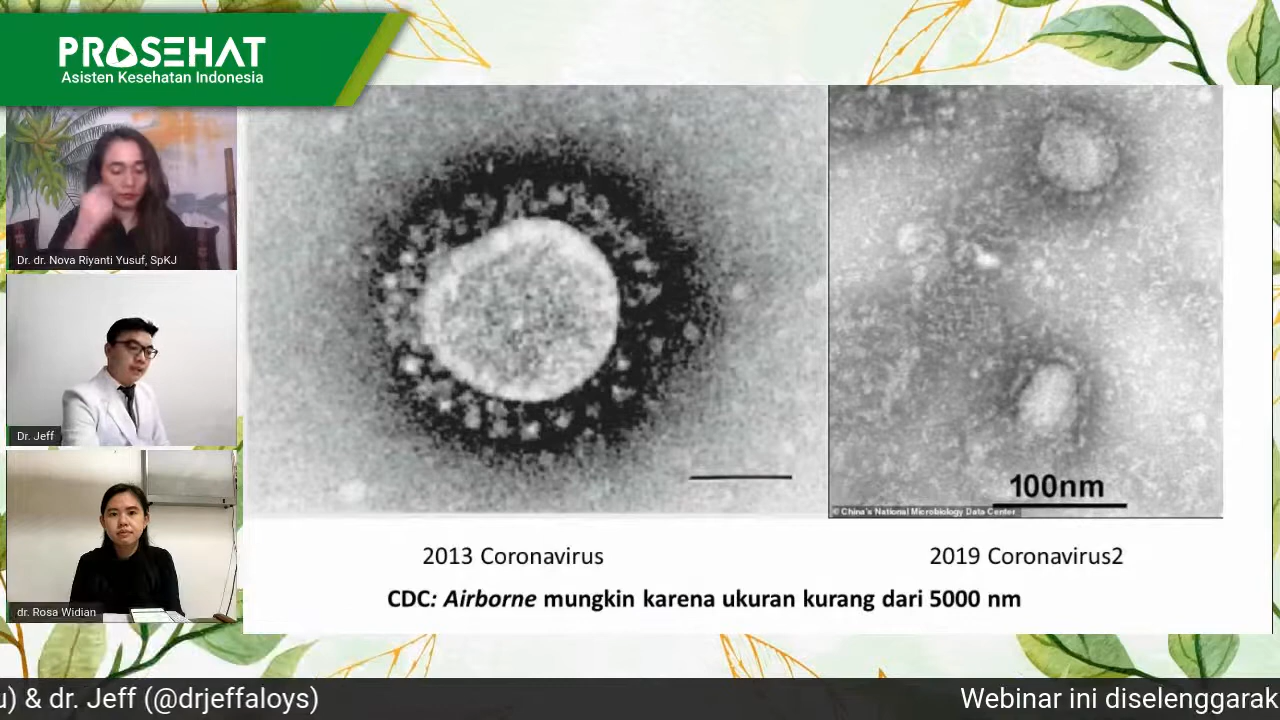 PROSEHAT
Asisten Kesehatan Indonesia
Dr. dr. Nova Riyanti Yusuf, SpKJ
Dr. Jeff
dr. Rosa Widian
100nm
© China's National Microbiology Data Center
2013 Coronavirus
2019 Coronavirus2
CDC: Airborne mungkin karena ukuran kurang dari 5000 nm
u) & dr. Jeff (@drjeffaloys)
Webinar ini diselenggarak